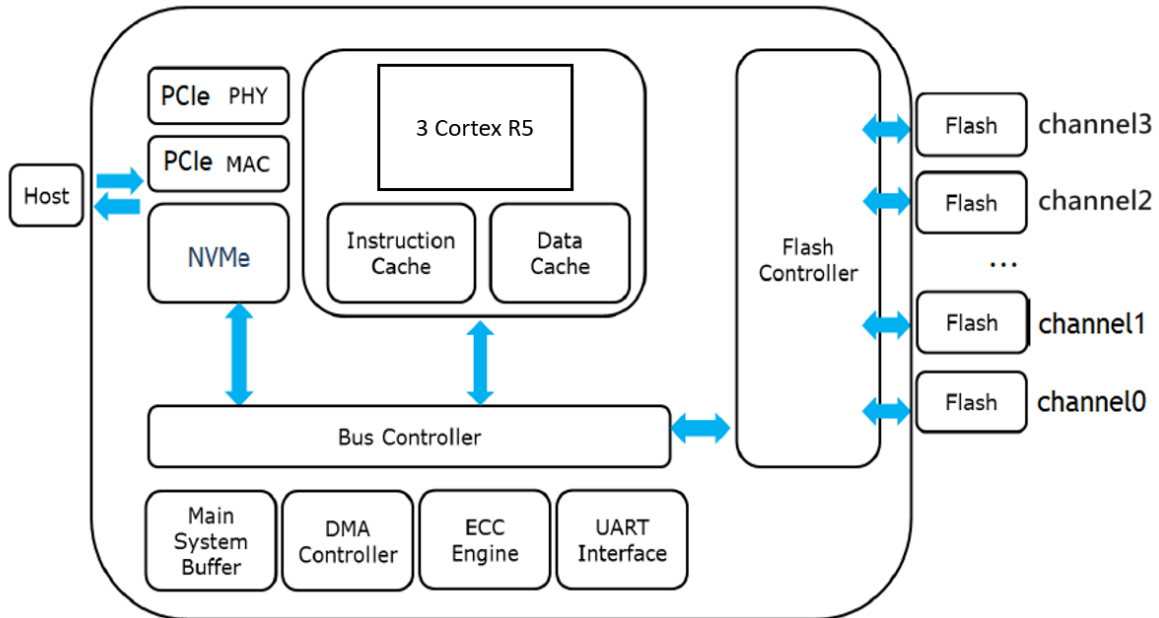 PCIe PHY
PCIe MAC
NVMe
Host
3 Cortex R5
Instruction
Cache
Data
Cache
Flash
Controller
Flash
channel3
Flash
channel2
...
Flash
channel1
Flash
channel0
Bus Controller
Main
System
Buffer
DMA
Controller
ECC
Engine
UART
Interface